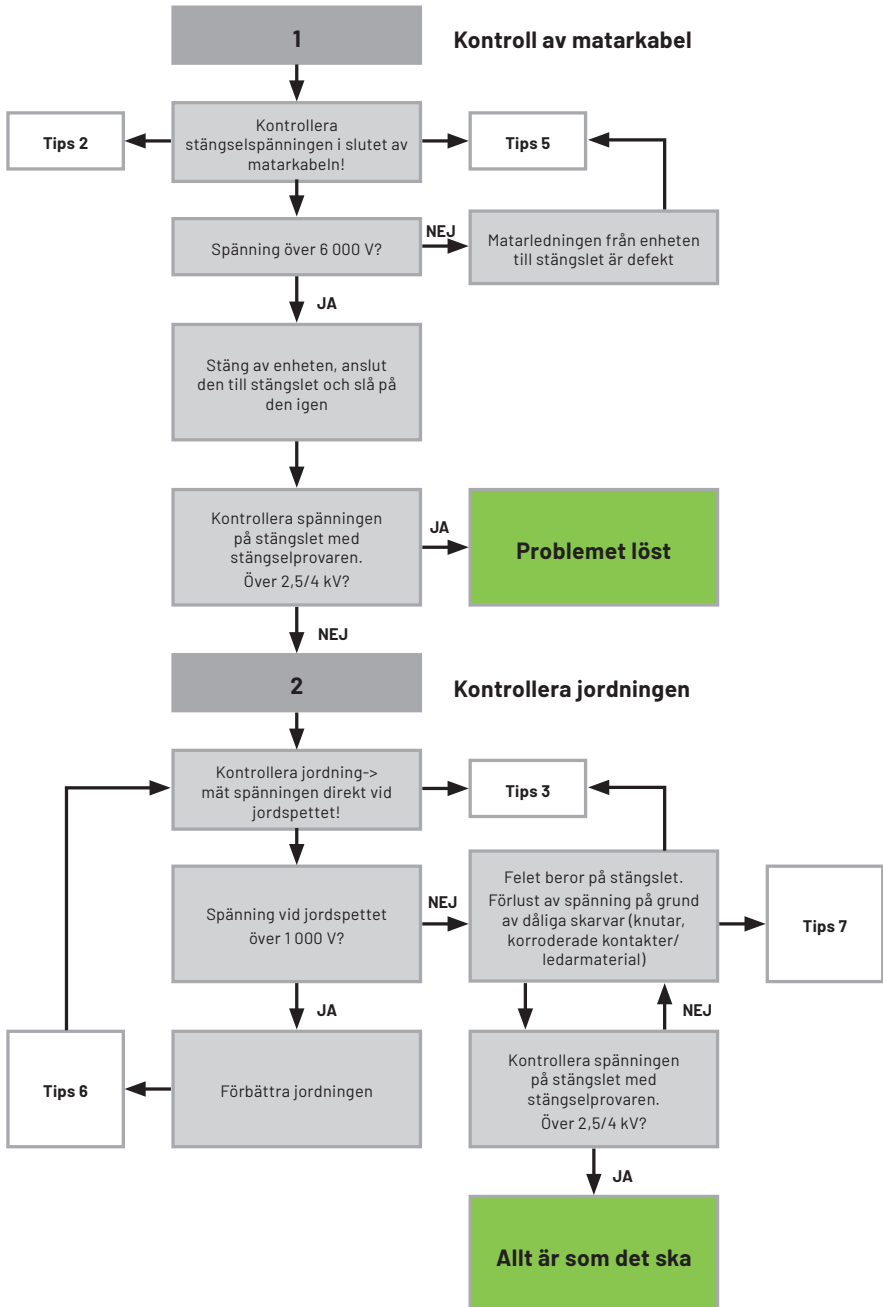 1
Kontroll av matarkabel
Tips 2
Kontrollera
stängselspänningen i slutet av
matarkabeln!
Tips 5
Spänning över 6 000 V?
NEJ
Matarledningen från enheten
till stängslet är defekt
JA
Stäng av enheten, anslut
den till stängslet och slå på
den igen
Kontrollera spänningen
på stängslet med
stängselprovaren.
Över 2,5/4 kV?
JA
Problemet löst
NEJ
2
Kontrollera jordningen
Kontrollera jordning->
mät spänningen direkt vid
jordspettet!
Tips 3
Spänning vid jordspettet
över 1 000 V?
NEJ
Felet beror på stängslet.
Förlust av spänning på grund
av dåliga skarvar (knutar,
korroderade kontakter/
ledarmaterial)
Tips 7
JA
NEJ
Tips 6
Förbättra jordningen
Kontrollera spänningen
på stängslet med
stängselprovaren.
Över 2,5/4 kV?
JA
Allt är som det ska